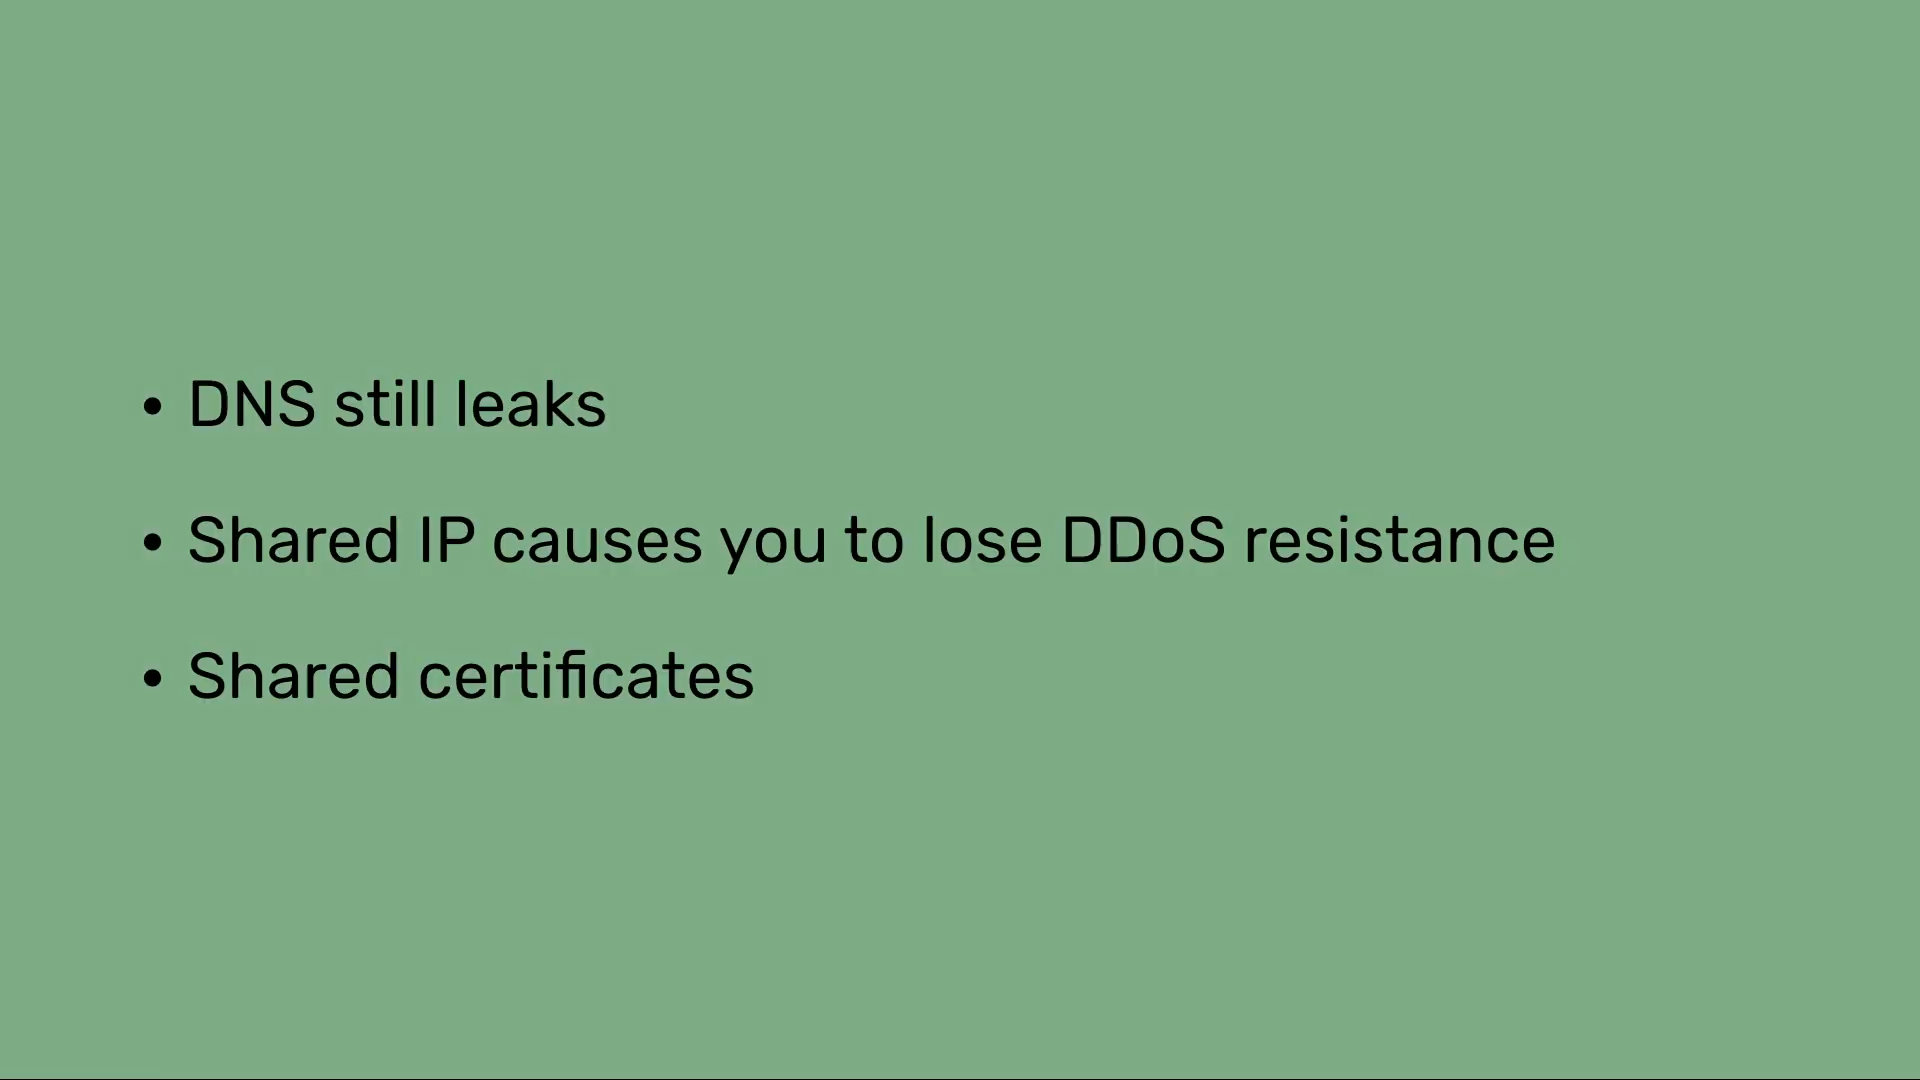 • DNS still leaks
• Shared IP causes you to lose DDoS resistance
• Shared certificates